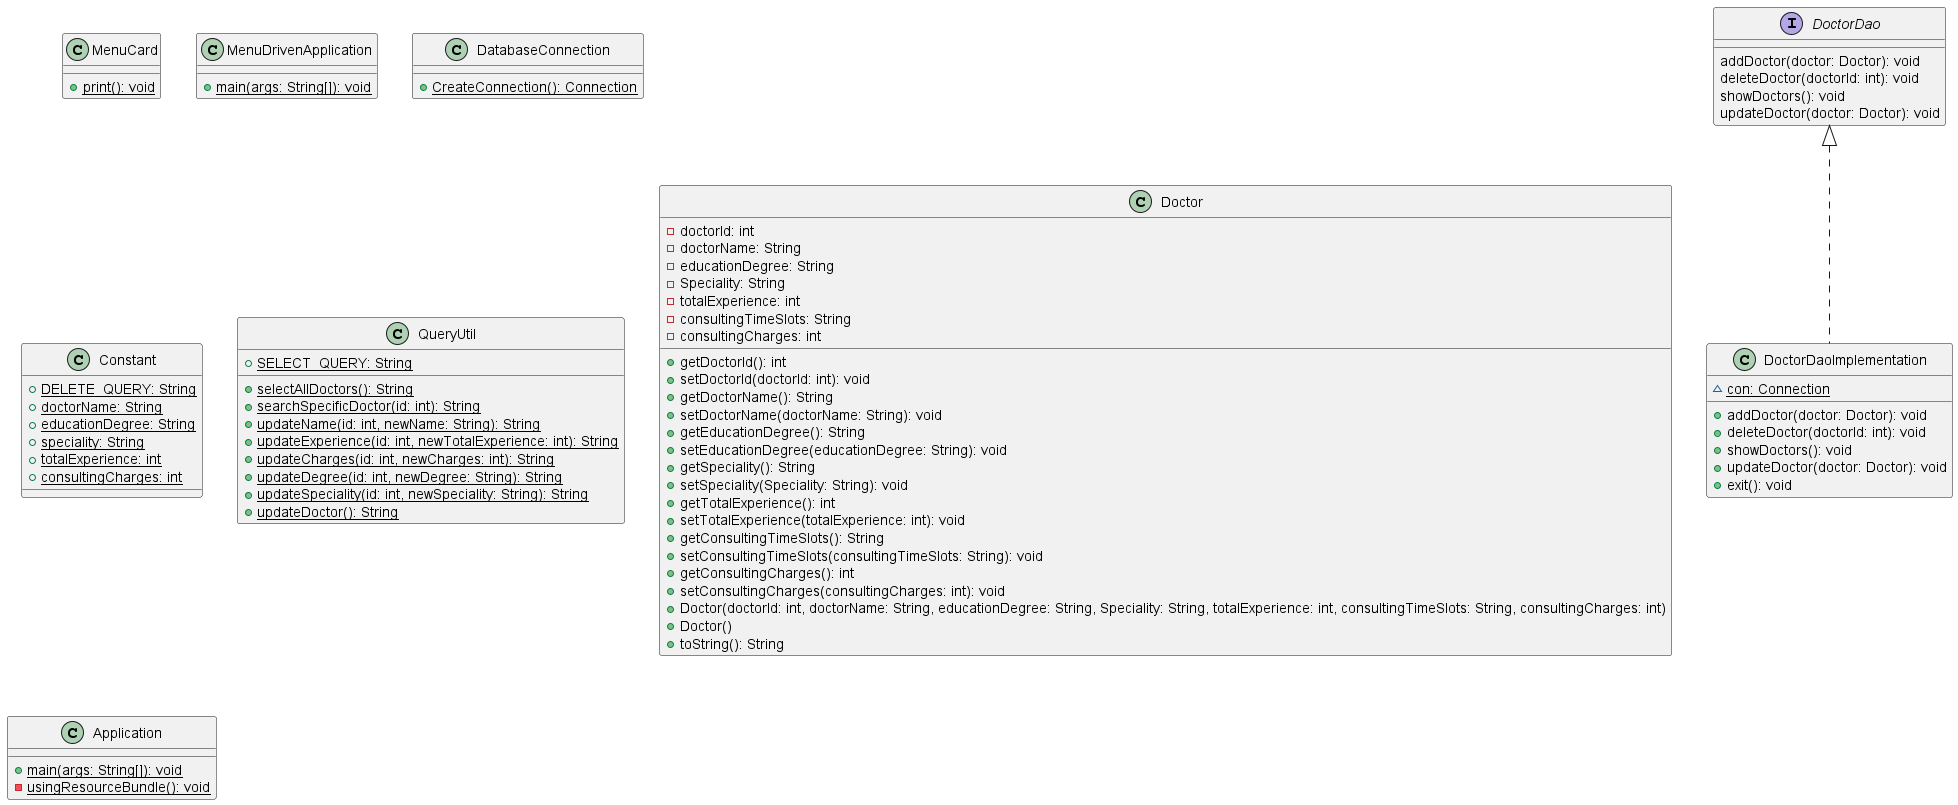 MenuCard
print(): void
MenuDrivenApplication
main(args: String[]): void
DatabaseConnection
CreateConnection(): Connection
DoctorDao
addDoctor(doctor: Doctor): void
deleteDoctor(doctorId: int): void
showDoctors(): void
updateDoctor(doctor: Doctor): void
Constant
DELETE_QUERY: String
doctorName: String
educationDegree: String
speciality: String
totalExperience: int
consultingCharges: int
QueryUtil
SELECT_QUERY: String
selectAllDoctors(): String
searchSpecificDoctor(id: int): String
updateName(id: int, newName: String): String
updateExperience(id: int, newTotalExperience: int): String
updateCharges(id: int, newCharges: int): String
updateDegree(id: int, newDegree: String): String
updateSpeciality(id: int, newSpeciality: String): String
updateDoctor(): String
Doctor
doctorId: int
doctorName: String
educationDegree: String
Speciality: String
totalExperience: int
consultingTimeSlots: String
consultingCharges: int
getDoctorId(): int
setDoctorId(doctorId: int): void
getDoctorName(): String
setDoctorName(doctorName: String): void
getEducationDegree(): String
setEducationDegree(educationDegree: String): void
getSpeciality(): String
setSpeciality(Speciality: String): void
getTotalExperience(): int
setTotalExperience(totalExperience: int): void
getConsultingTimeSlots(): String
setConsultingTimeSlots(consultingTimeSlots: String): void
getConsultingCharges(): int
setConsultingCharges(consultingCharges: int): void
Doctor(doctorId: int, doctorName: String, educationDegree: String, Speciality: String, totalExperience: int, consultingTimeSlots: String, consultingCharges: int)
Doctor()
toString(): String
DoctorDaoImplementation
con: Connection
addDoctor(doctor: Doctor): void
deleteDoctor(doctorId: int): void
showDoctors(): void
updateDoctor(doctor: Doctor): void
exit(): void
Application
main(args: String[]): void
usingResourceBundle(): void